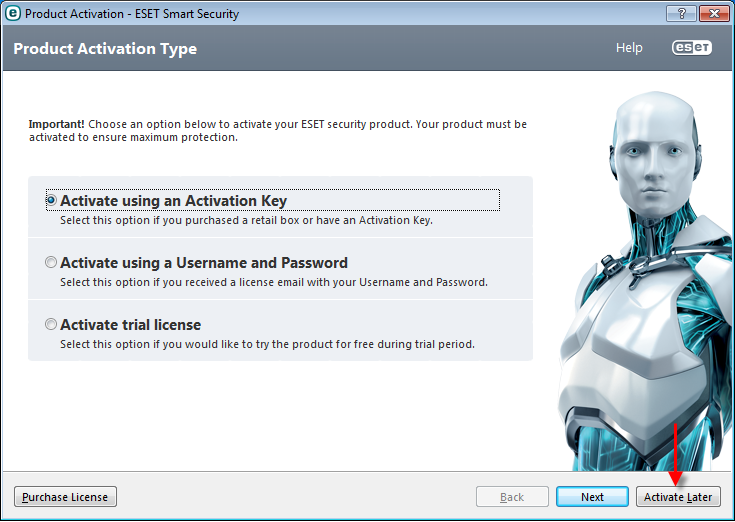 Product Activation - ESET Smart Security
Product Activation Type
Help
eseT
Important! Choose an option below to activate your ESET security product. Your product must be
activated to ensure maximum protection.
Activate using an Activation Key
Select this option if you purchased a retail box or have an Activation Key.
Activate using a Username and Password
Select this option if you received a license email with your Username and Password.
Activate trial license
Select this option if you would like to try the product for free during trial period.
Purchase License
Back
Next
Activate Later